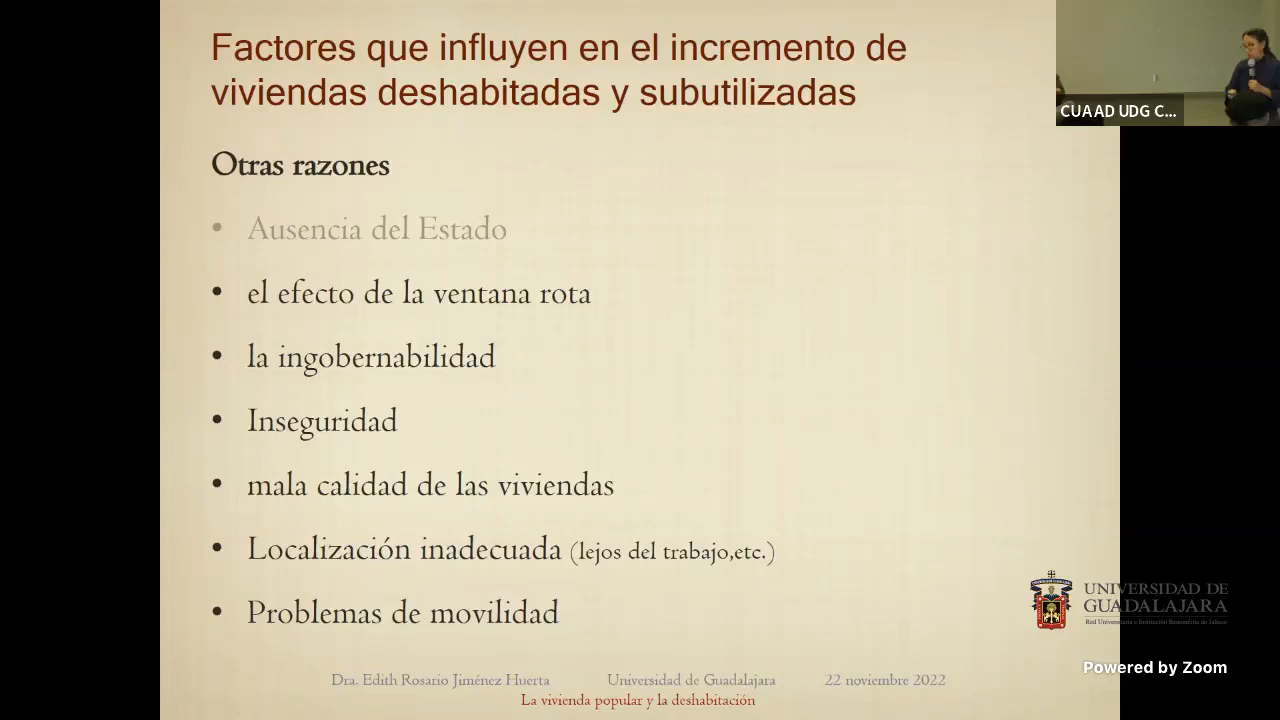 Factores que influyen en el incremento de
viviendas deshabitadas y subutilizadas
CUAAD UDG C...
Otras razones
• Ausencia del Estado
• el efecto de la ventana rota
• la ingobernabilidad
• Inseguridad
• mala calidad de las viviendas
• Localización inadecuada (lejos del trabajo,etc.)
• Problemas de movilidad
UNIVERSIDAD DE
GUADALAJARA
Red Universitaria e Institución Benemérita de Jalisco
Powered by Zoom
Dra. Edith Rosario Jiménez Huerta Universidad de Guadalajara 22 noviembre 2022
La vivienda popular y la deshabitación